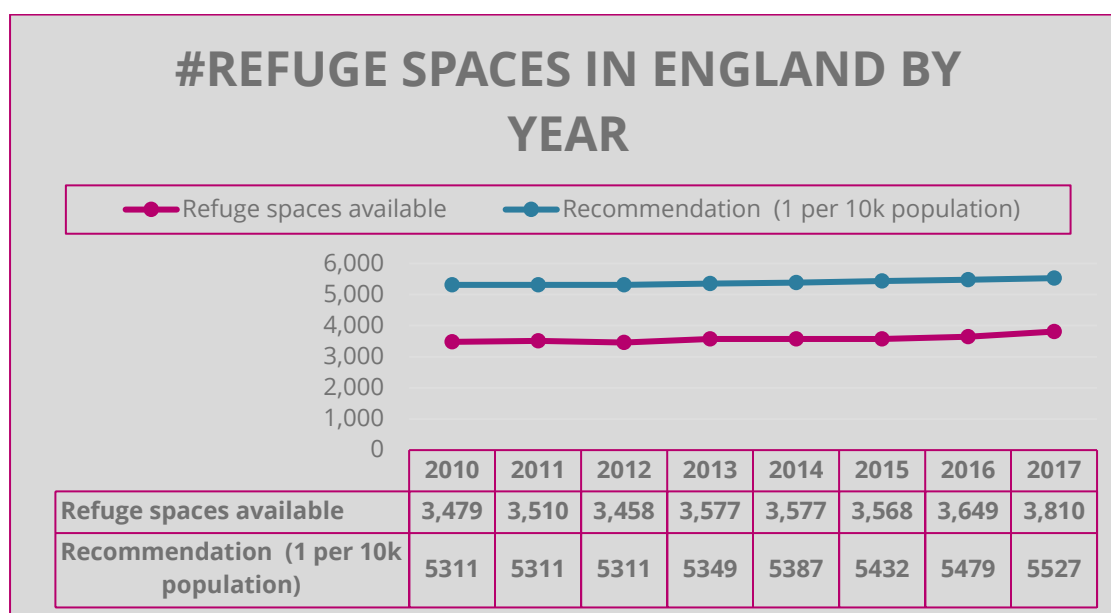 #REFUGE SPACES IN ENGLAND BY
YEAR
Refuge spaces available Recommendation (1 per 10k population)
6,000
5,000
4,000
3,000
2,000
1,000
0
2010 2011 2012 2013 2014 2015 2016 2017
Refuge spaces available 3,479 3,510 3,458 3,577 3,577 3,568 3,649 3,810
Recommendation (1 per 10k
population) 5311 5311 5311 5349 5387 5432 5479 5527